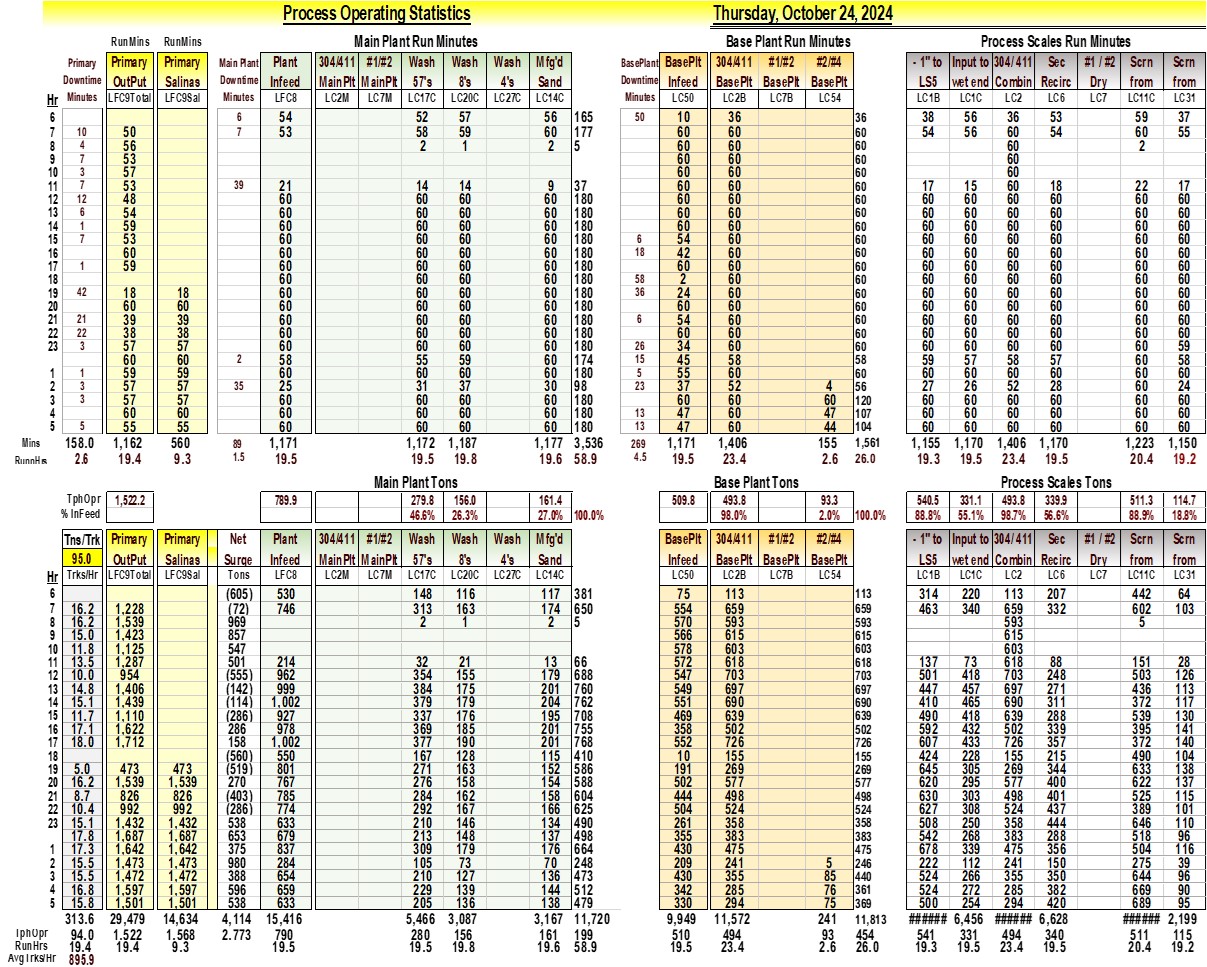 Process Operating Statistics Thursday, October 24, 2024
RunMins RunMins Main Plant Run Minutes Base Plant Run Minutes Process Scales Run Minutes
Primary Primary Primary Main Plant Plant 304/411 #1/#2 Wash Wash Wash Mfg'd BasePlant BasePlt 304/411 #1/#2 #2/#4 - 1" to Input to 304/411 Sec #1 / #2 Scrn Scrn
Downtime OutPut Salinas Downtime Infeed MainPlt MainPlt 57's 8's 4's Sand Downtime Infeed BasePlt BasePlt BasePlt LS5 wet end Combin Recirc Dry from from
Hr Minutes LFC9Total LFC9Sal Minutes LFC8 LC2M LC7M LC17C LC20C LC27C LC14C Minutes LC50 LC2B LC7B LC54 LC1B LC1C LC2 LC6 LC7 LC11C LC31
6 6 54 52 57 56 165 50 10 36 36 38 56 36 53 59 37
7 10 50 7 53 58 59 60 177 60 60 60 54 56 60 54 60 55
8 4 56 2 1 2 5 60 60 60 60 2
9 7 53 60 60 60 60
10 3 57 60 60 60 60
11 7 53 39 21 14 14 9 37 60 60 60 17 15 60 18 22 17
12 12 48 60 60 60 60 180 60 60 60 60 60 60 60 60 60
13 6 54 60 60 60 60 180 60 60 60 60 60 60 60 60 60
14 1 59 60 60 60 60 180 60 60 60 60 60 60 60 60 60
15 7 53 60 60 60 60 180 6 54 60 60 60 60 60 60 60 60
16 60 60 60 60 60 180 18 42 60 60 60 60 60 60 60 60
17 1 59 60 60 60 60 180 60 60 60 60 60 60 60 60 60
18 60 60 60 60 180 58 2 60 60 60 60 60 60 60 60
19 42 18 18 60 60 60 60 180 36 24 60 60 60 60 60 60 60 60
20 60 60 60 60 60 60 180 60 60 60 60 60 60 60 60 60
21 21 39 39 60 60 60 60 180 6 54 60 60 60 60 60 60 60 60
22 22 38 38 60 60 60 60 180 60 60 60 60 60 60 60 60 60
23 3 57 57 60 60 60 60 180 26 34 60 60 60 60 60 60 60 59
60 60 2 58 55 59 60 174 15 45 58 58 59 57 58 57 60 58
1 1 59 59 60 60 60 60 180 5 55 60 60 60 60 60 60 60 60
2 3 57 57 35 25 31 37 30 98 23 37 52 4 56 27 26 52 28 60 24
3 3 57 57 60 60 60 60 180 60 60 60 120 60 60 60 60 60 60
4 60 60 60 60 60 60 180 13 47 60 47 107 60 60 60 60 60 60
5 5 55 55 60 60 60 60 180 13 47 60 44 104 60 60 60 60 60 60
Mins 158.0 1,162 560 89 1,171 1,172 1,187 1,177 3,536 269 1,171 1,406 155 1,561 1,155 1,170 1,406 1,170 1,223 1,150
RunnHrs 2.6 19.4 9.3 1.5 19.5 19.5 19.8 19.6 58.9 4.5 19.5 23.4 2.6 26.0 19.3 19.5 23.4 19.5 20.4 19.2
Main Plant Tons Base Plant Tons Process Scales Tons
TphOpr 1,522.2 789.9 279.8 156.0 161.4 509.8 493.8 93.3 540.5 331.1 493.8 339.9 511.3 114.7
% InFeed 46.6% 26.3% 27.0% 100.0% 98.0% 2.0% 100.0% 88.8% 55.1% 98.7% 56.6% 88.9% 18.8%
Tns/Trk Primary Primary Net Plant 304/411 #1/#2 Wash Wash Wash Mfg'd BasePlt 304/411 #1/#2 #2/#4 - 1" to Input to 304/411 Sec #1 / #2 Scrn Scrn
95.0 OutPut Salinas Surge Infeed MainPlt MainPlt 57's 8's 4's Sand Infeed BasePlt BasePlt BasePlt LS5 wet end Combin Recirc Dry from from
Hr Trks/Hr LFC9Total LFC9Sal Tons LFC8 LC2M LC7M LC17C LC20C LC27C LC14C LC50 LC2B LC7B LC54 LC1B LC1C LC2 LC6 LC7 LC11C LC31
6 (605) 530 148 116 117 381 75 113 113 314 220 113 207 442 64
7 16.2 1,228 (72) 746 313 163 174 650 554 659 659 463 340 659 332 602 103
8 16.2 1,539 969 2 1 2 5 570 593 593 593 5
9 15.0 1,423 857 566 615 615 615
10 11.8 1,125 547 578 603 603 603
11 13.5 1,287 501 214 32 21 13 66 572 618 618 137 73 618 88 151 28
12 10.0 954 (555) 962 354 155 179 688 547 703 703 501 418 703 248 503 126
13 14.8 1,406 (142) 999 384 175 201 760 549 697 697 447 457 697 271 436 113
14 15.1 1,439 (114) 1,002 379 179 204 762 551 690 690 410 465 690 311 372 117
15 11.7 1,110 (286) 927 337 176 195 708 469 639 639 490 418 639 288 539 130
16 17.1 1,622 286 978 369 185 201 755 358 502 502 592 432 502 339 395 141
17 18.0 1,712 158 1,002 377 190 201 768 552 726 726 607 433 726 357 372 140
18 (560) 550 167 128 115 410 10 155 155 424 228 155 215 490 104
19 5.0 473 473 (519) 801 271 163 152 586 191 269 269 645 305 269 344 633 138
20 16.2 1,539 1,539 270 767 276 158 154 588 502 577 577 620 295 577 400 622 137
21 8.7 826 826 (403) 785 284 162 158 604 444 498 498 630 303 498 401 525 115
22 10.4 992 992 (286) 774 292 167 166 625 504 524 524 627 308 524 437 389 101
23 15.1 1,432 1,432 538 633 210 146 134 490 261 358 358 508 250 358 444 646 110
17.8 1,687 1,687 653 679 213 148 137 498 355 383 383 542 268 383 288 518 96
1 17.3 1,642 1,642 375 837 309 179 176 664 430 475 475 678 339 475 356 504 116
2 15.5 1,473 1,473 980 284 105 73 70 248 209 241 5 246 222 112 241 150 275 39
3 15.5 1,472 1,472 388 654 210 127 136 473 430 355 85 440 524 266 355 350 644 96
4 16.8 1,597 1,597 596 659 229 139 144 512 342 285 76 361 524 272 285 382 669 90
5 15.8 1,501 1,501 538 633 205 136 138 479 330 294 75 369 500 254 294 420 689 95
313.6 29,479 14,634 4,114 15,416 5,466 3,087 3,167 11,720 9,949 11,572 241 11,813 ###### 6,456 ###### 6,628 ###### 2,199
TphOpr 94.0 1,522 1,568 2.773 790 280 156 161 199 510 494 93 454 541 331 494 340 511 115
RunHrs 19.4 19.4 9.3 19.5 19.5 19.8 19.6 58.9 19.5 23.4 2.6 26.0 19.3 19.5 23.4 19.5 20.4 19.2
AvgTrks/Hr 895.9